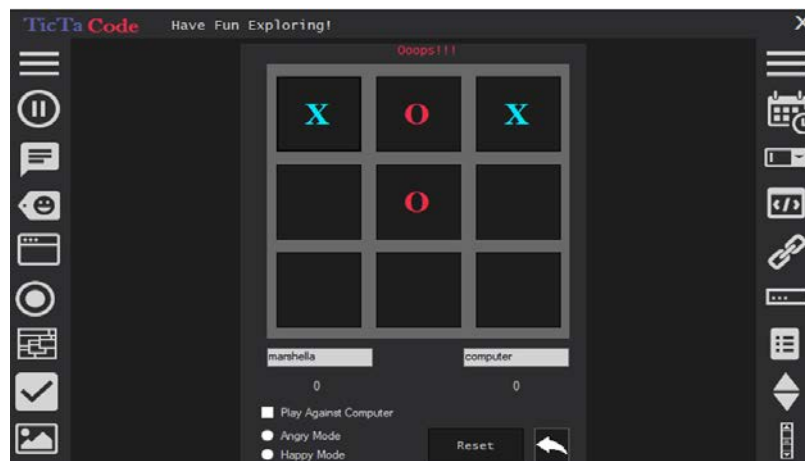 TicTa Code Have Fun Exploring! X
Ooops!!!
X O X
O
marshella computer
0 0
Play Against Computer
Angry Mode
Happy Mode
Reset